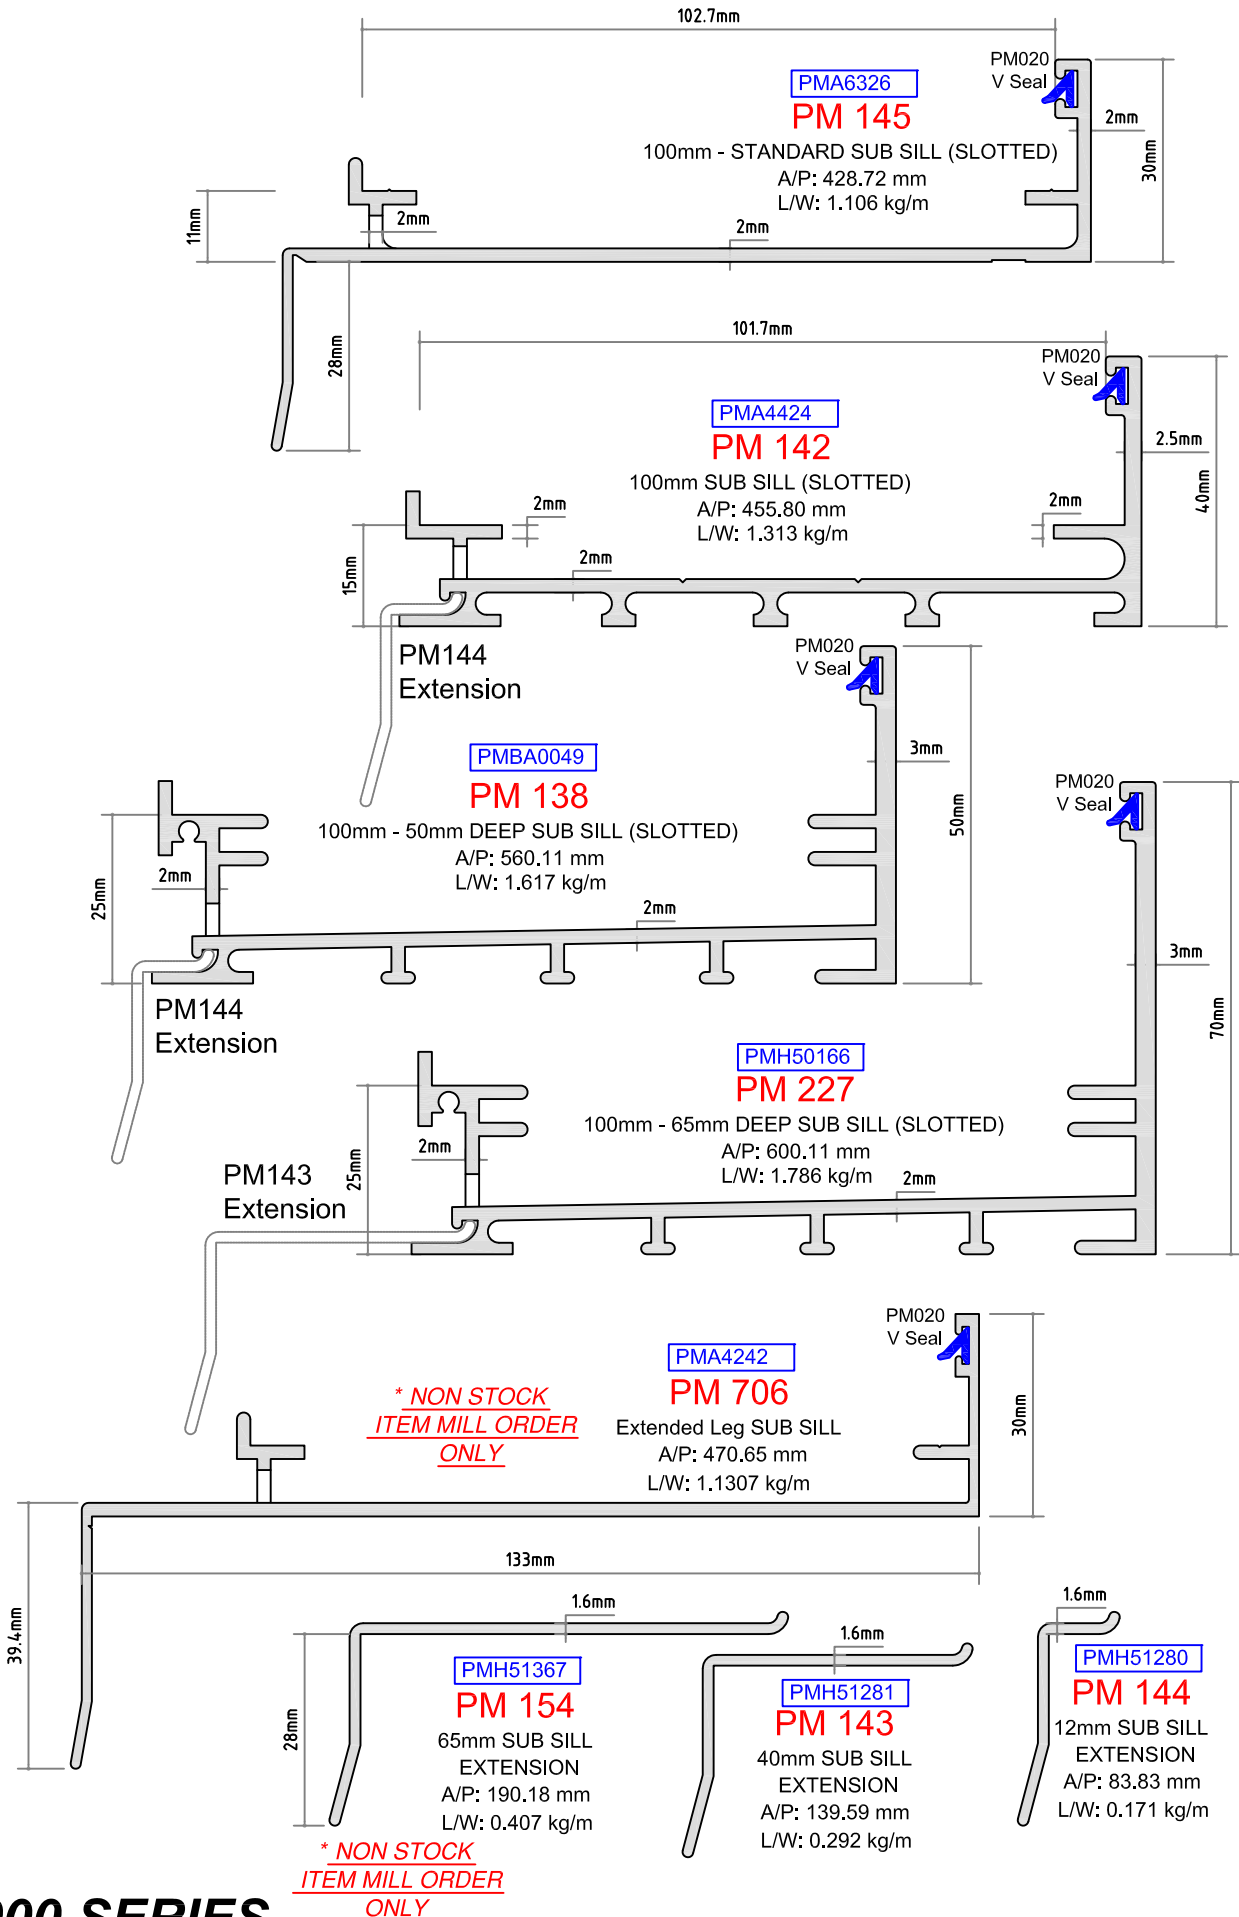 102.7mm
PM020
V Seal
PMA6326
PM 145
100mm - STANDARD SUB SILL (SLOTTED)
A/P: 428.72 mm
L/W: 1.106 kg/m
2mm
30mm
11mm
2mm
2mm
28mm
101.7mm
PM020
V Seal
PMA4424
PM 142
100mm SUB SILL (SLOTTED)
A/P: 455.80 mm
L/W: 1.313 kg/m
2.5mm
40mm
2mm
2mm
2mm
15mm
PM144
Extension
PM020
V Seal
PMBA0049
PM 138
100mm - 50mm DEEP SUB SILL (SLOTTED)
A/P: 560.11 mm
L/W: 1.617 kg/m
3mm
50mm
2mm
25mm
2mm
PM144
Extension
PM020
V Seal
PMH50166
PM 227
100mm - 65mm DEEP SUB SILL (SLOTTED)
A/P: 600.11 mm
L/W: 1.786 kg/m
3mm
70mm
2mm
25mm
2mm
PM143
Extension
PM020
V Seal
PMA4242
PM 706
Extended Leg SUB SILL
A/P: 470.65 mm
L/W: 1.1307 kg/m
* NON STOCK
ITEM MILL ORDER
ONLY
30mm
133mm
39.4mm
1.6mm
28mm
PMH51367
PM 154
65mm SUB SILL
EXTENSION
A/P: 190.18 mm
L/W: 0.407 kg/m
* NON STOCK
ITEM MILL ORDER
ONLY
1.6mm
PMH51281
PM 143
40mm SUB SILL
EXTENSION
A/P: 139.59 mm
L/W: 0.292 kg/m
1.6mm
PMH51280
PM 144
12mm SUB SILL
EXTENSION
A/P: 83.83 mm
L/W: 0.171 kg/m
SERIES